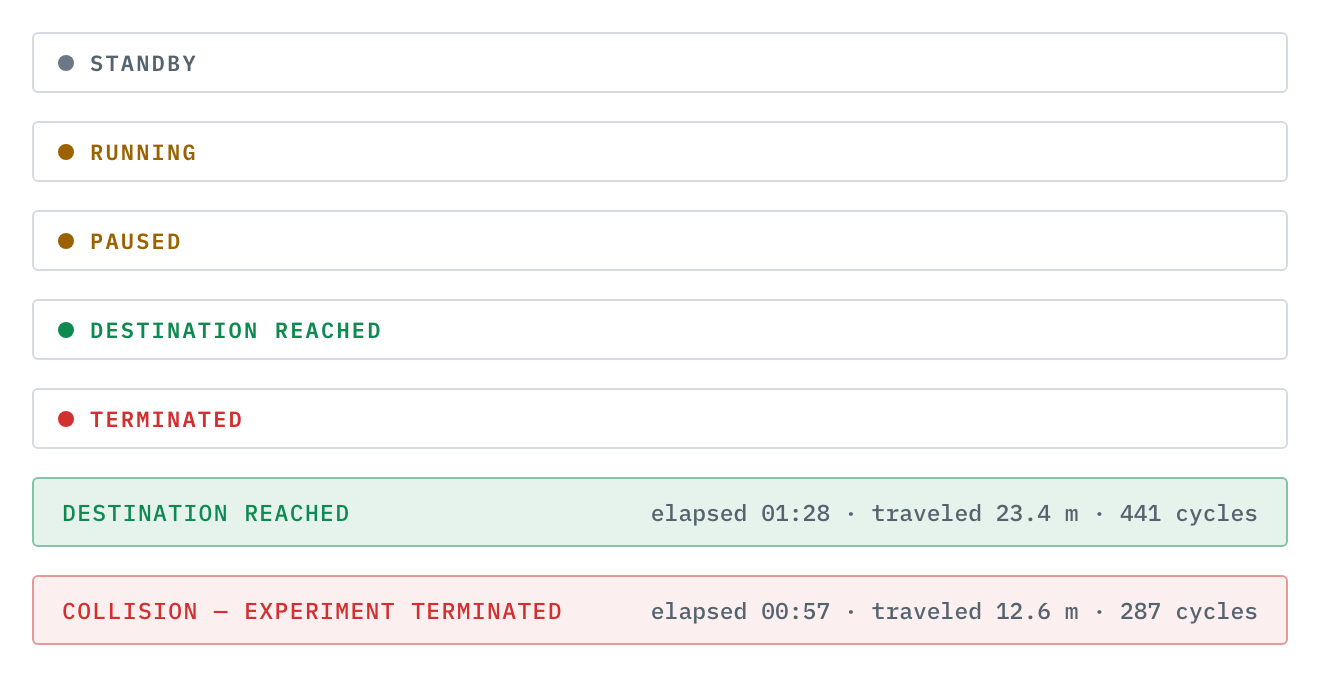 STANDBY
RUNNING
PAUSED
DESTINATION REACHED
TERMINATED
DESTINATION REACHED elapsed 01:28 · traveled 23.4 m · 441 cycles
COLLISION — EXPERIMENT TERMINATED elapsed 00:57 · traveled 12.6 m · 287 cycles